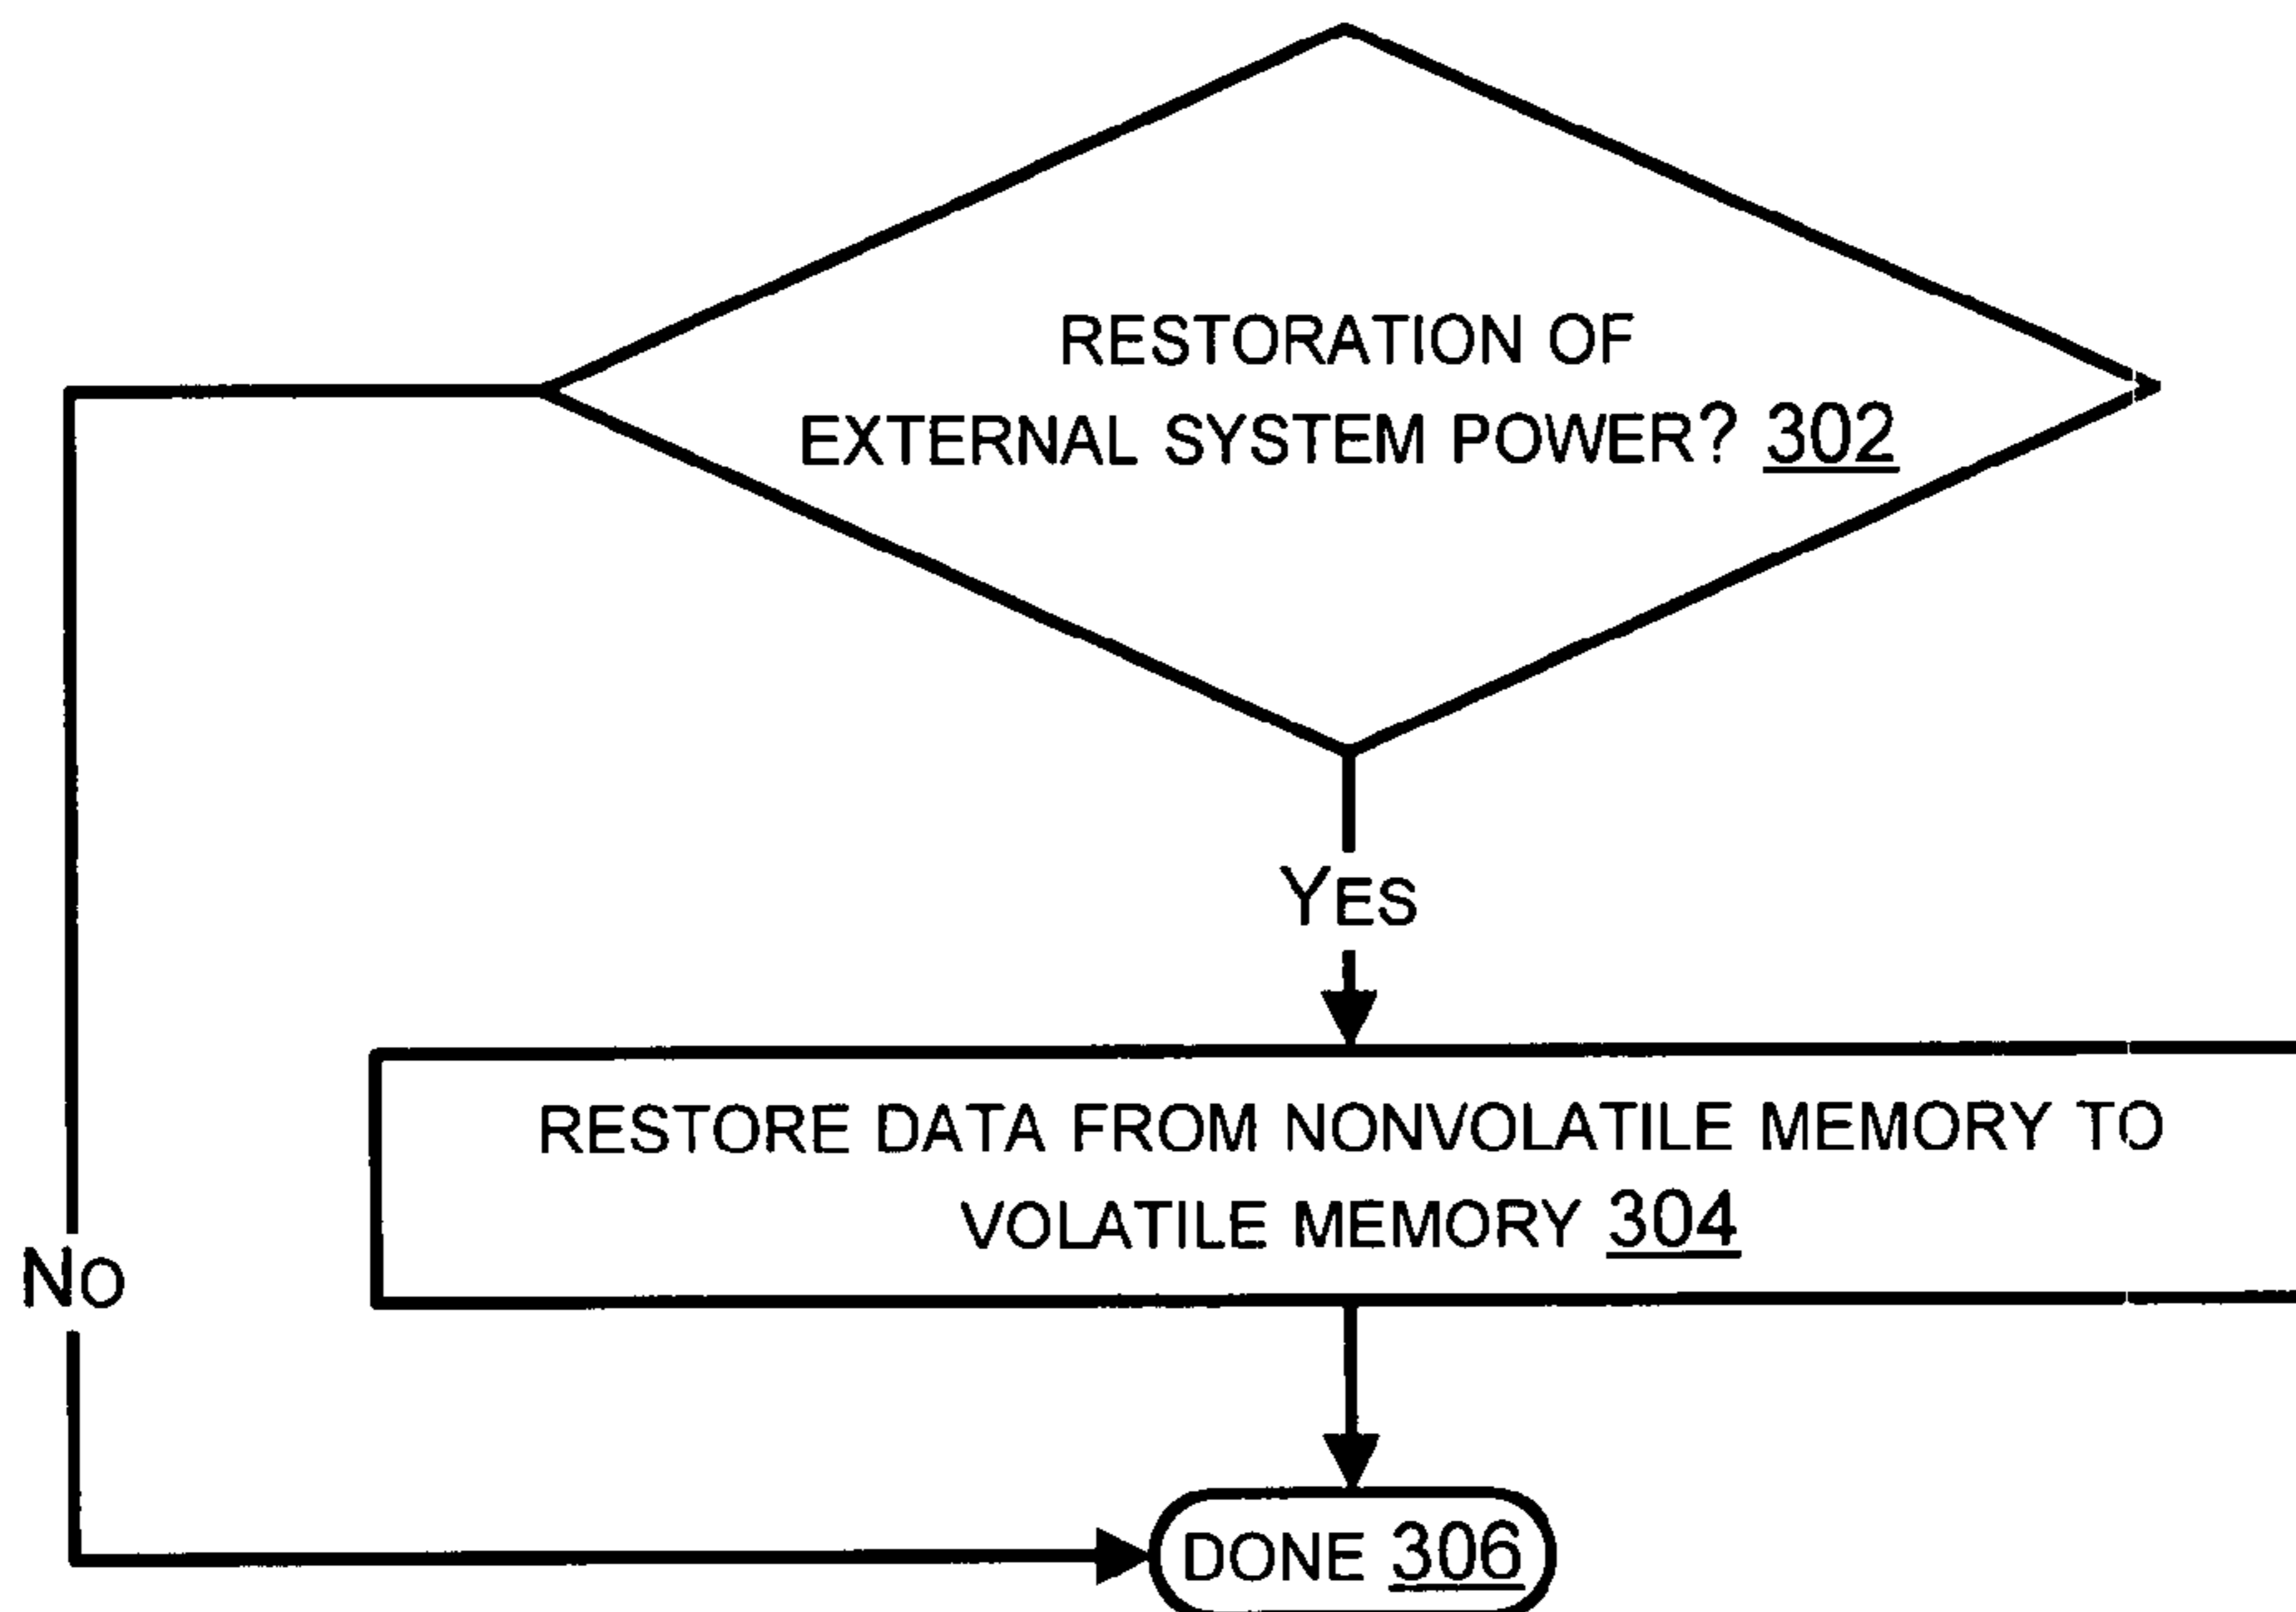 RESTORATION OF
EXTERNAL SYSTEM POWER? 302
YES
RESTORE DATA FROM NONVOLATILE MEMORY TO
VOLATILE MEMORY 304
NO
DONE 306